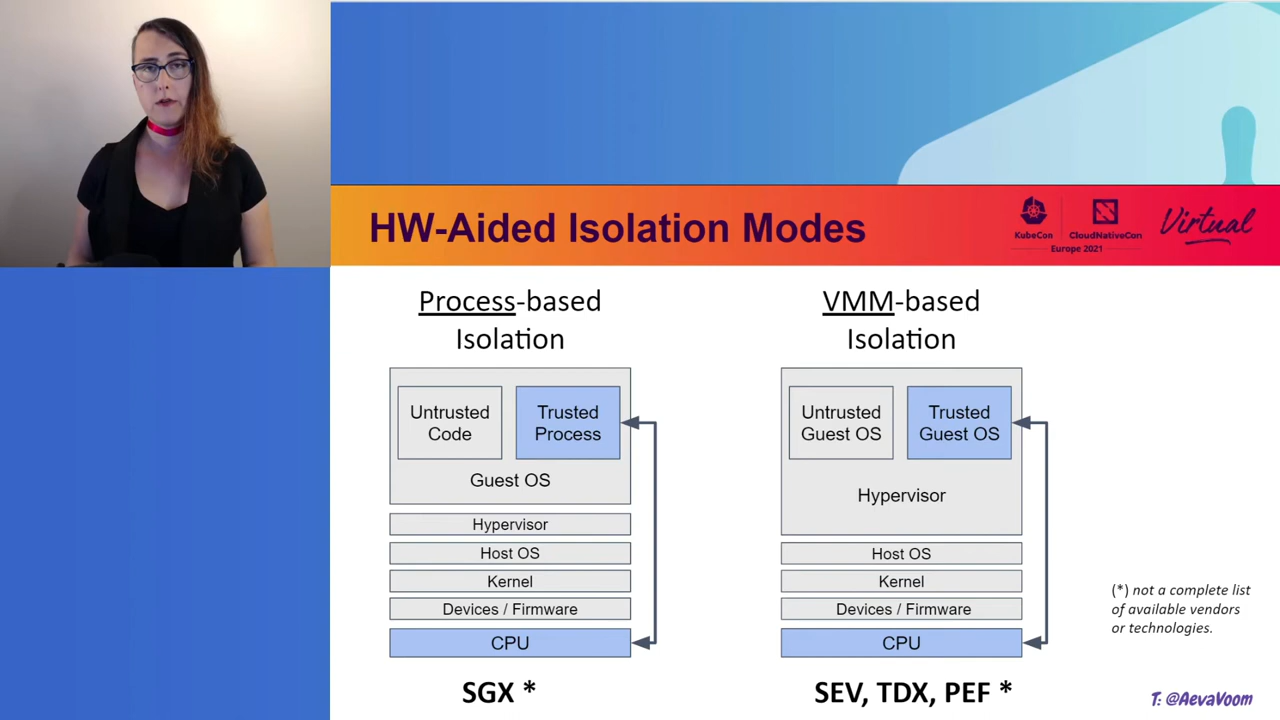 HW-Aided Isolation Modes
KubeCon
CloudNativeCon
Europe 2021
Virtual
Process-based
Isolation
Untrusted
Code
Trusted
Process
Guest OS
Hypervisor
Host OS
Kernel
Devices / Firmware
CPU
SGX *
VMM-based
Isolation
Untrusted
Guest OS
Trusted
Guest OS
Hypervisor
Host OS
Kernel
Devices / Firmware
CPU
SEV, TDX, PEF *
(*) not a complete list
of available vendors
or technologies.
T: @AevaVoom